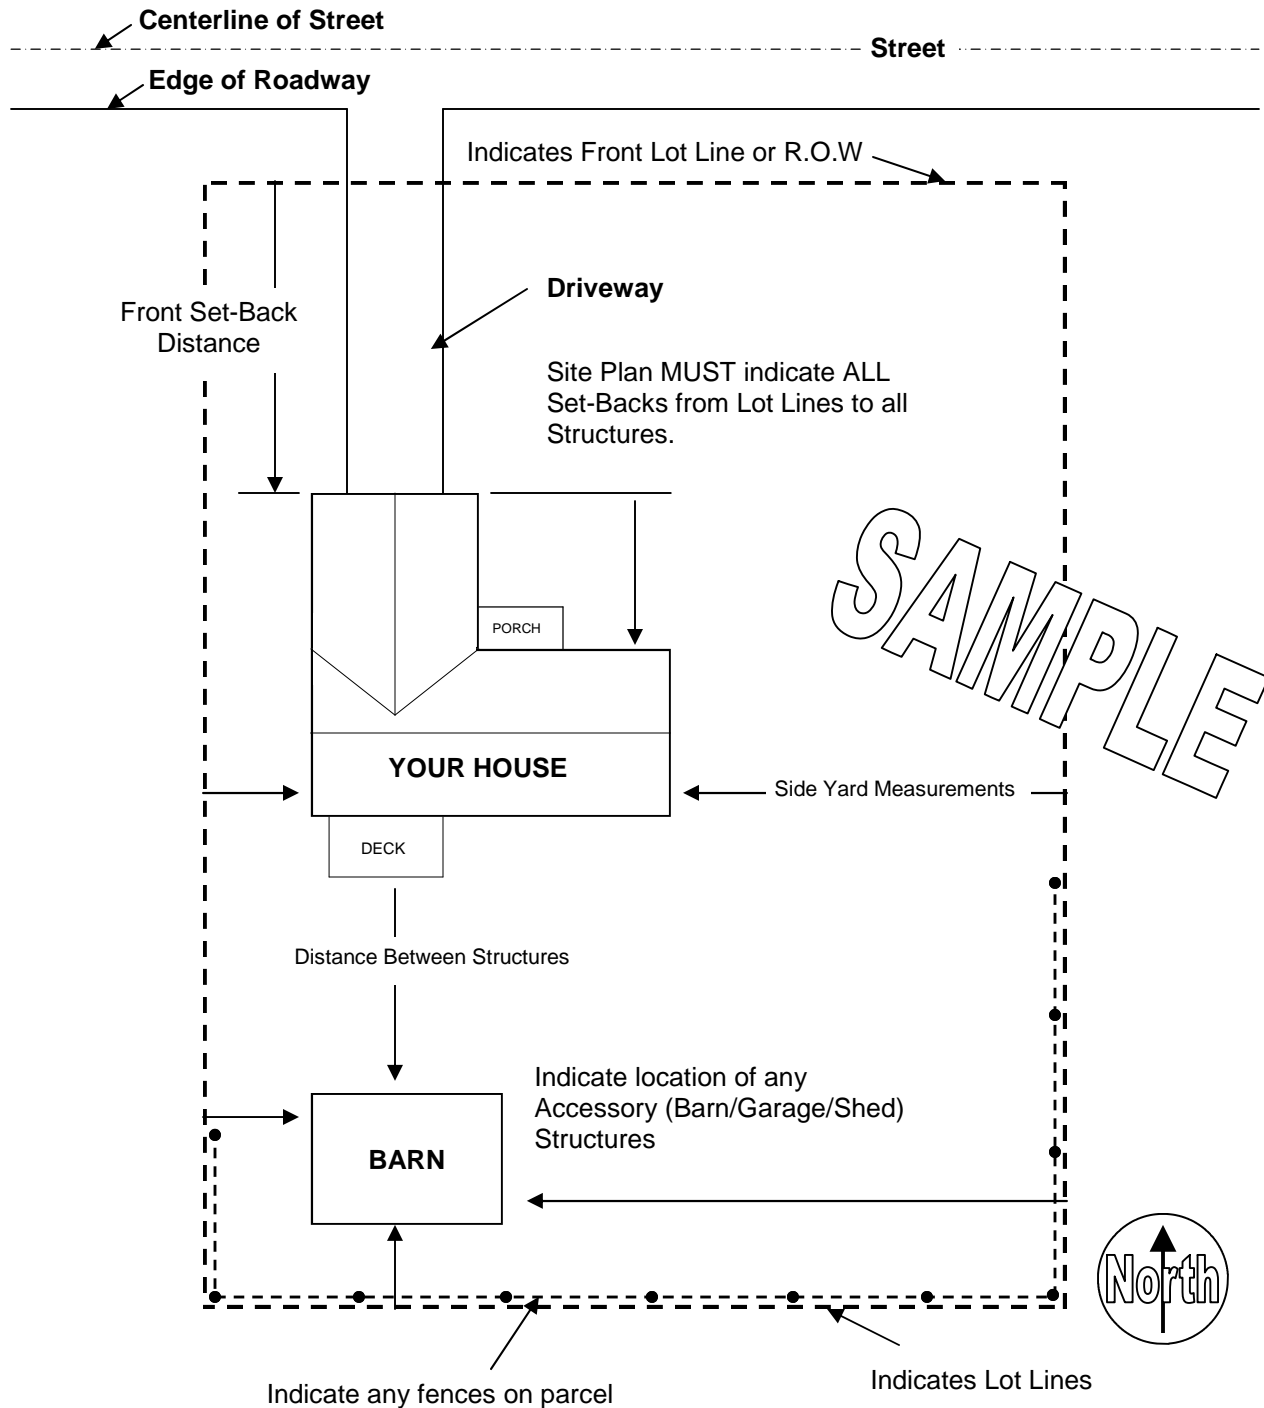 Centerline of Street
Street
Edge of Roadway
Indicates Front Lot Line or R.O.W
Driveway
Front Set-Back
Distance
Site Plan MUST indicate ALL
Set-Backs from Lot Lines to all
Structures.
SAMPLE
PORCH
YOUR HOUSE
Side Yard Measurements
DECK
Distance Between Structures
Indicate location of any
Accessory (Barn/Garage/Shed)
Structures
BARN
North
Indicates Lot Lines
Indicate any fences on parcel